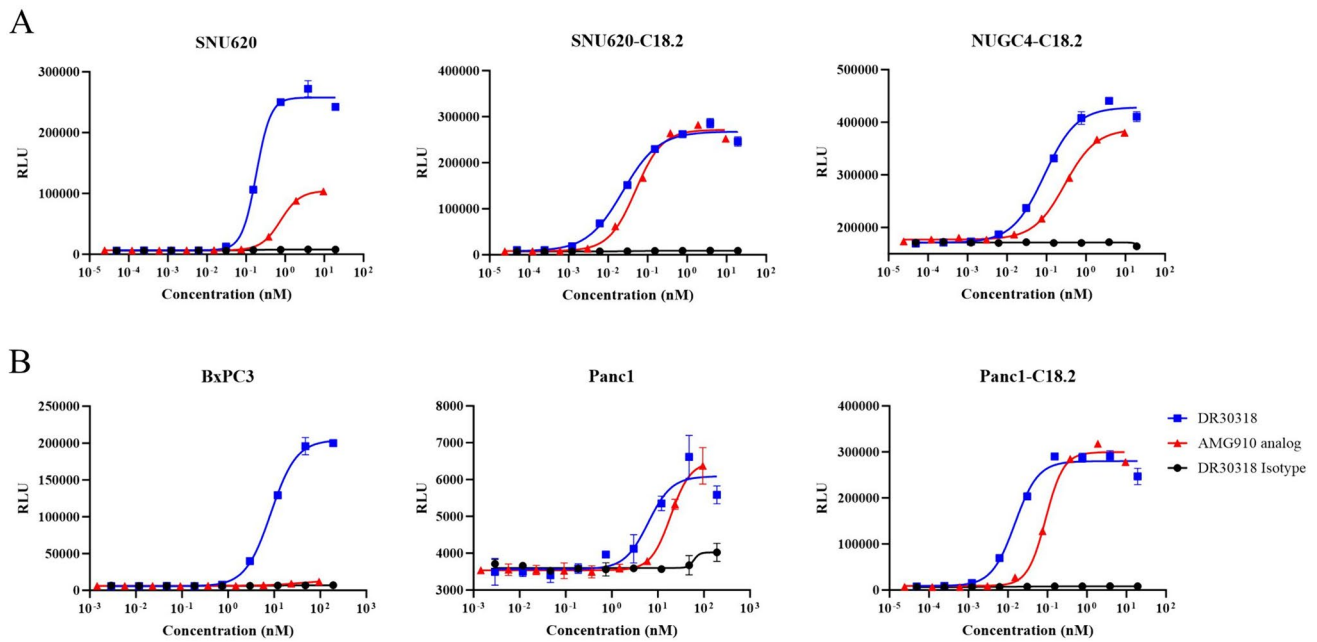 A
SNU620
SNU620-C18.2
NUGC4-C18.2
RLU
300000
200000
100000
0
10-5 10-4 10-3 10-2 10-1 100 101 102
Concentration (nM)
RLU
400000
300000
200000
100000
0
10-5 10-4 10-3 10-2 10-1 100 101 102
Concentration (nM)
RLU
500000
400000
300000
200000
10-5 10-4 10-3 10-2 10-1 100 101 102
Concentration (nM)
B
BxPC3
Panc1
Panc1-C18.2
RLU
250000
200000
150000
100000
50000
0
10-3 10-2 10-1 100 101 102 103
Concentration (nM)
RLU
8000
7000
6000
5000
4000
3000
10-3 10-2 10-1 100 101 102 103
Concentration (nM)
RLU
400000
300000
200000
100000
0
10-5 10-4 10-3 10-2 10-1 100 101 102
Concentration (nM)
DR30318
AMG910 analog
DR30318 Isotype